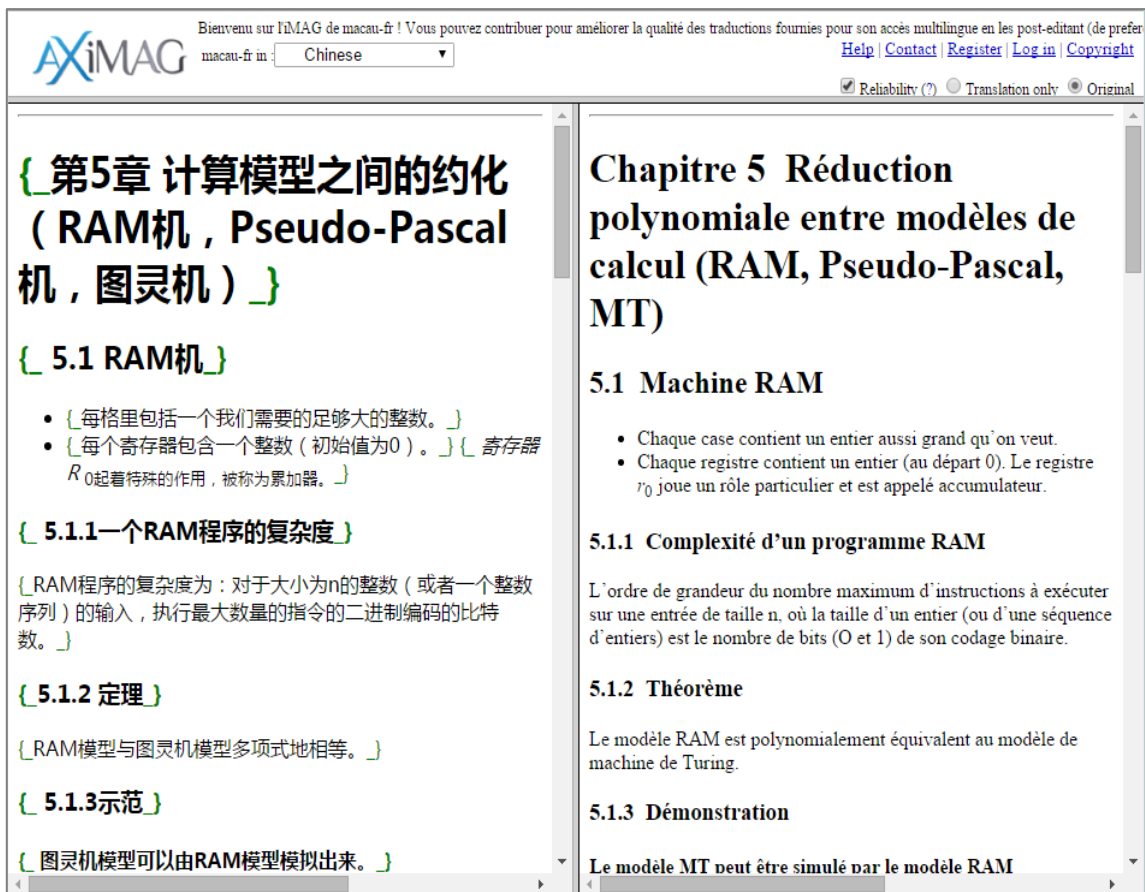 AXiMAG
Bienvenu sur l'iMAG de macau-fr ! Vous pouvez contribuer pour améliorer la qualité des traductions fournies pour son accès multilingue en les post-editant (de prefer
macau-fr in : Chinese
Help | Contact | Register | Log in | Copyright
Reliability (?) Translation only Original
{_第5章 计算模型之间的约化
（RAM机，Pseudo-Pascal
机，图灵机）_}
{_ 5.1 RAM机_}
• {_每格里包括一个我们需要的足够大的整数。_}
• {_每个寄存器包含一个整数（初始值为0）。_} {_ 寄存器
R 0起着特殊的作用，被称为累加器。_}
{_ 5.1.1一个RAM程序的复杂度_}
{_RAM程序的复杂度为：对于大小为n的整数（或者一个整数
序列）的输入，执行最大数量的指令的二进制编码的比特
数。_}
{_5.1.2 定理_}
{_RAM模型与图灵机模型多项式地相等。_}
{_ 5.1.3示范_}
{_ 图灵机模型可以由RAM模型模拟出来。_}
Chapitre 5 Réduction
polynomiale entre modèles de
calcul (RAM, Pseudo-Pascal,
MT)
5.1 Machine RAM
• Chaque case contient un entier aussi grand qu'on veut.
• Chaque registre contient un entier (au départ 0). Le registre
r0 joue un rôle particulier et est appelé accumulateur.
5.1.1 Complexité d'un programme RAM
L'ordre de grandeur du nombre maximum d'instructions à exécuter
sur une entrée de taille n, où la taille d'un entier (ou d'une séquence
d'entiers) est le nombre de bits (O et 1) de son codage binaire.
5.1.2 Théorème
Le modèle RAM est polynomialement équivalent au modèle de
machine de Turing.
5.1.3 Démonstration
Le modèle MT peut être simulé par le modèle RAM